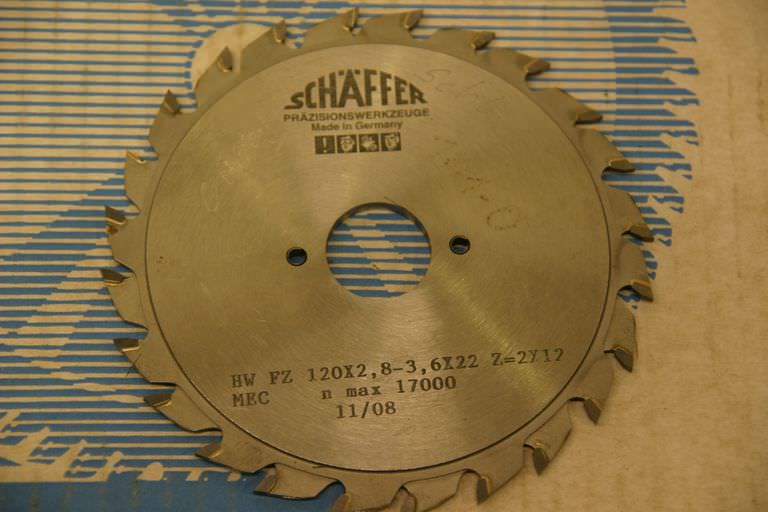 SCHÄFFER
PRÄZISIONSWERKZEUGE
Made in Germany
HW FZ 120X2,8-3,6X22 Z=2X12
MEC n max 17000
11/08